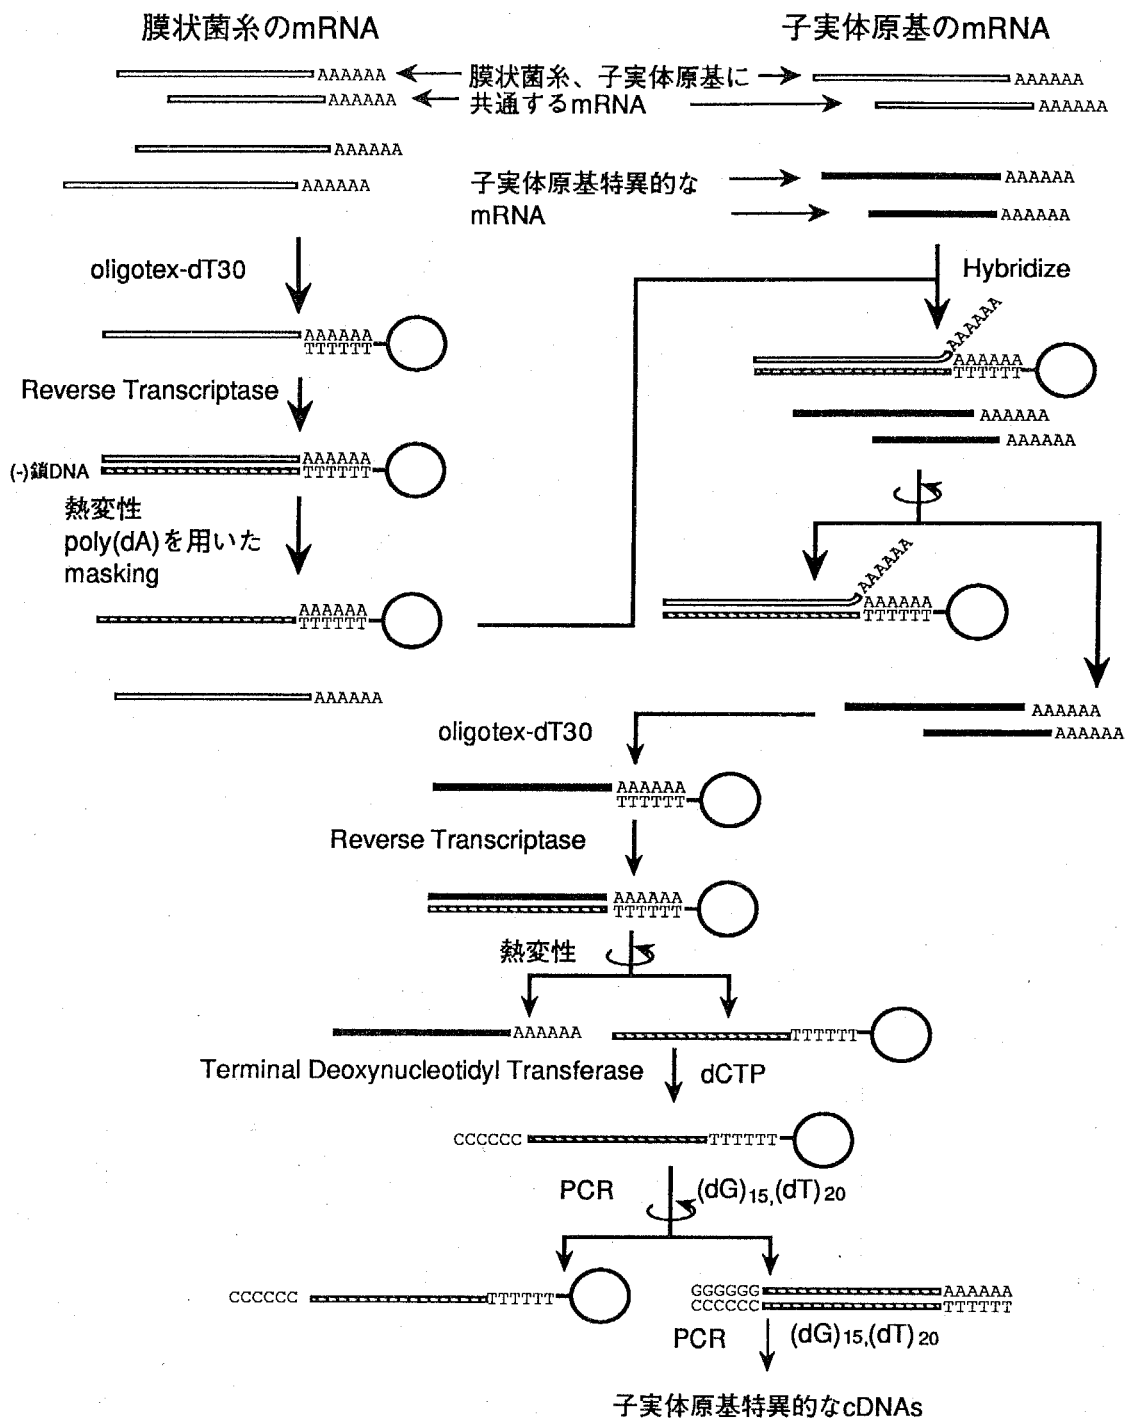 膜状菌糸のmRNA
子実体原基のmRNA
AAAAAA
膜状菌糸、子実体原基に
AAAAAA
AAAAAA
共通するmRNA
AAAAAA
AAAAAA
AAAAAA
子実体原基特異的な
AAAAAA
mRNA
AAAAAA
oligotex-dT30
Hybridize
AAAAAA
AAAAAA
TTTTTT
AAAAAA
TTTTTT
Reverse Transcriptase
AAAAAA
AAAAAA
(-)鎖DNA
AAAAAA
TTTTTT
熱変性
poly(dA)を用いた
masking
AAAAAA
TTTTTT
AAAAAA
AAAAAA
TTTTTT
AAAAAA
AAAAAA
AAAAAA
oligotex-dT30
AAAAAA
TTTTTT
Reverse Transcriptase
AAAAAA
TTTTTT
熱変性
AAAAAA
TTTTTT
Terminal Deoxynucleotidyl Transferase
dCTP
CCCCCC
TTTTTT
PCR
(dG)15,(dT)20
CCCCCC
TTTTTT
GGGGGG
AAAAAA
CCCCCC
TTTTTT
PCR
(dG)15,(dT)20
子実体原基特異的なcDNAs